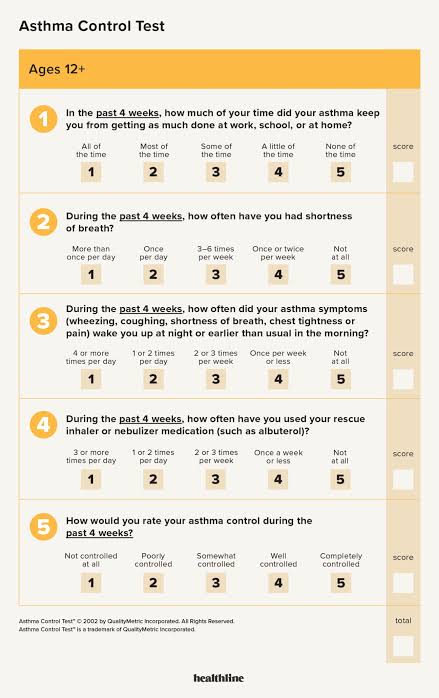 Asthma Control Test
Ages 12+
1
In the past 4 weeks, how much of your time did your asthma keep
you from getting as much done at work, school, or at home?
All of
the time
Most of
the time
Some of
the time
A little of
the time
None of
the time
score
1 2 3 4 5
2
During the past 4 weeks, how often have you had shortness
of breath?
More than
once per day
Once
per day
3–6 times
per week
Once or twice
per week
Not
at all
score
1 2 3 4 5
3
During the past 4 weeks, how often did your asthma symptoms
(wheezing, coughing, shortness of breath, chest tightness or
pain) wake you up at night or earlier than usual in the morning?
4 or more
times per day
1 or 2 times
per day
2 or 3 times
per week
Once per week
or less
Not
at all
score
1 2 3 4 5
4
During the past 4 weeks, how often have you used your rescue
inhaler or nebulizer medication (such as albuterol)?
3 or more
times per day
1 or 2 times
per day
2 or 3 times
per week
Once a week
or less
Not
at all
score
1 2 3 4 5
5
How would you rate your asthma control during the
past 4 weeks?
Not controlled
at all
Poorly
controlled
Somewhat
controlled
Well
controlled
Completely
controlled
score
1 2 3 4 5
Asthma Control Test™ © 2002 by QualityMetric Incorporated. All Rights Reserved.
Asthma Control Test™ is a trademark of QualityMetric Incorporated.
total
healthline